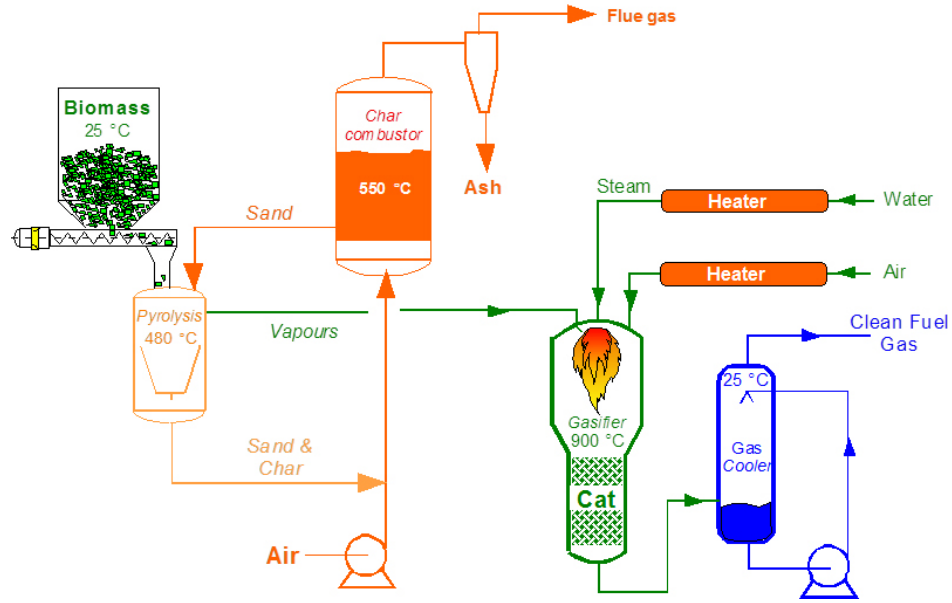 Flue gas
Biomass
25 °C
Char
combustor
550 °C
Ash
Sand
Steam
Heater
Water
Heater
Air
Pyrolysis
480 °C
Vapours
Clean Fuel
Gas
25 °C
Gasifier
900 °C
Gas
Cooler
Sand &
Char
Cat
Air